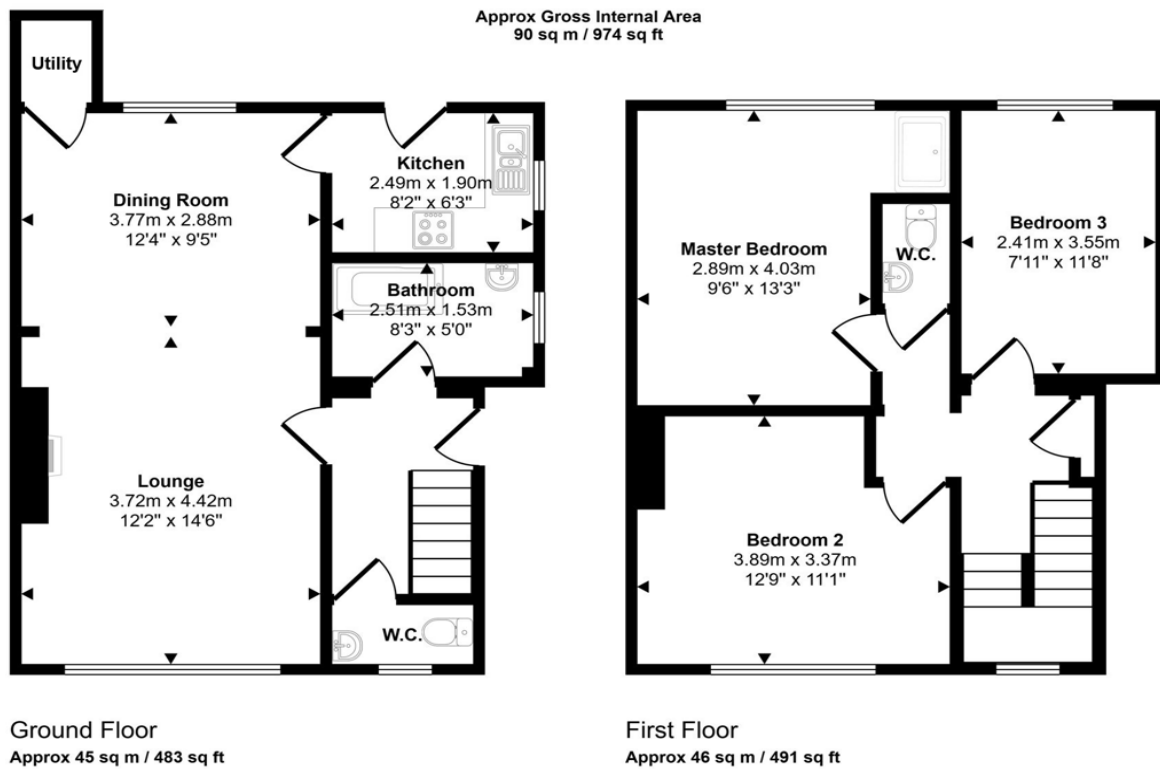 Approx Gross Internal Area
90 sq m / 974 sq ft
Utility
Dining Room
3.77m x 2.88m
12'4" x 9'5"
Kitchen
2.49m x 1.90m
8'2" x 6'3"
Bathroom
2.51m x 1.53m
8'3" x 5'0"
Lounge
3.72m x 4.42m
12'2" x 14'6"
W.C.
Ground Floor
Approx 45 sq m / 483 sq ft
Master Bedroom
2.89m x 4.03m
9'6" x 13'3"
W.C.
Bedroom 3
2.41m x 3.55m
7'11" x 11'8"
Bedroom 2
3.89m x 3.37m
12'9" x 11'1"
First Floor
Approx 46 sq m / 491 sq ft